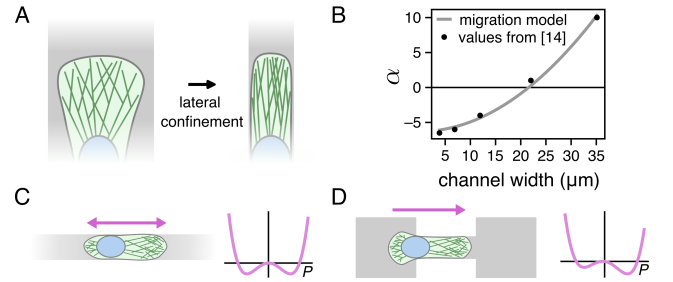 A
lateral
confinement
B
α
10
5
0
−5
migration model
values from [14]
5 10 15 20 25 30 35
channel width (μm)
C
P
D
P